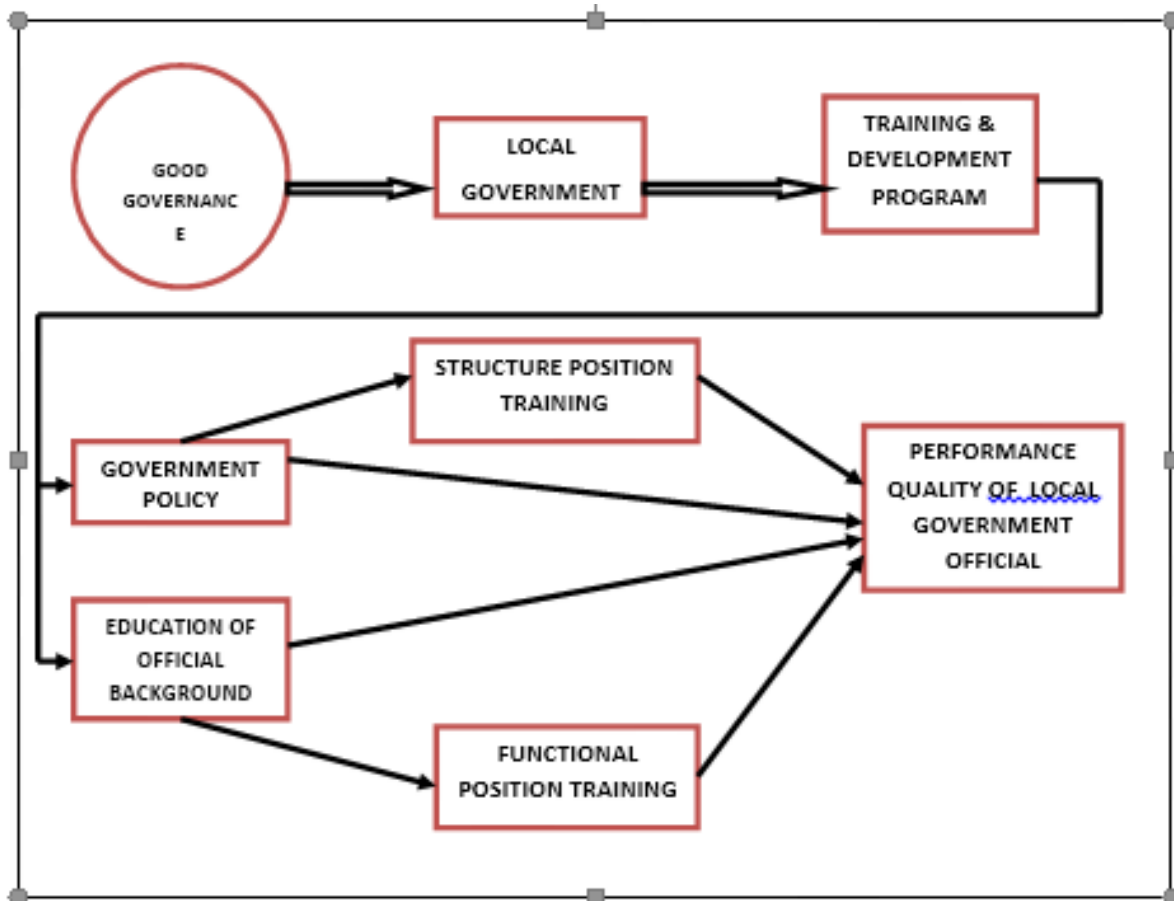 GOOD
GOVERNANC
E
LOCAL
GOVERNMENT
TRAINING &
DEVELOPMENT
PROGRAM
STRUCTURE POSITION
TRAINING
GOVERNMENT
POLICY
PERFORMANCE
QUALITY OF LOCAL
GOVERNMENT
OFFICIAL
EDUCATION OF
OFFICIAL
BACKGROUND
FUNCTIONAL
POSITION TRAINING